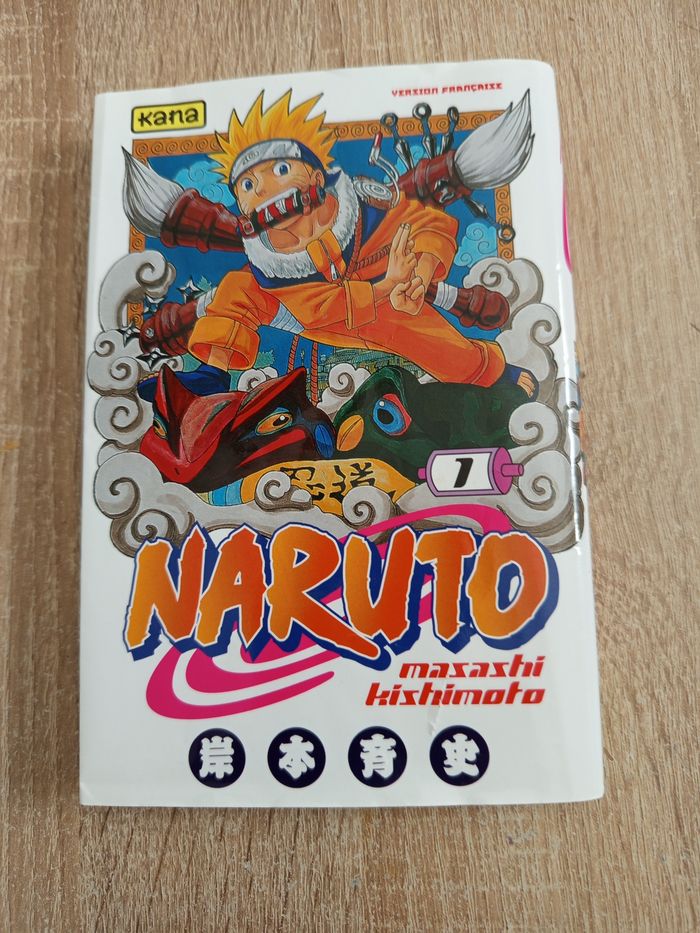 Kana
VERSION FRANÇAISE
1
NARUTO
masashi
kishimoto
岸本斉史